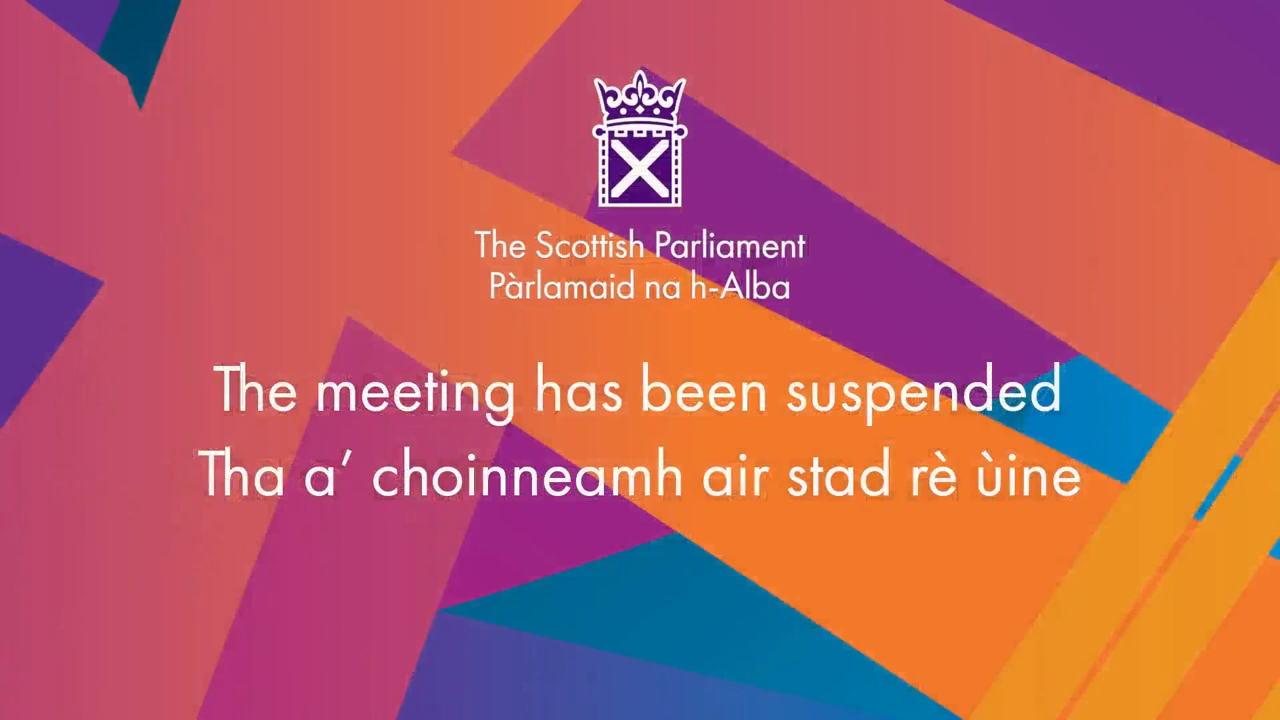 The Scottish Parliament
Pàrlamaid na h-Alba
The meeting has been suspended
Tha a’ choinneamh air stad rè ùine